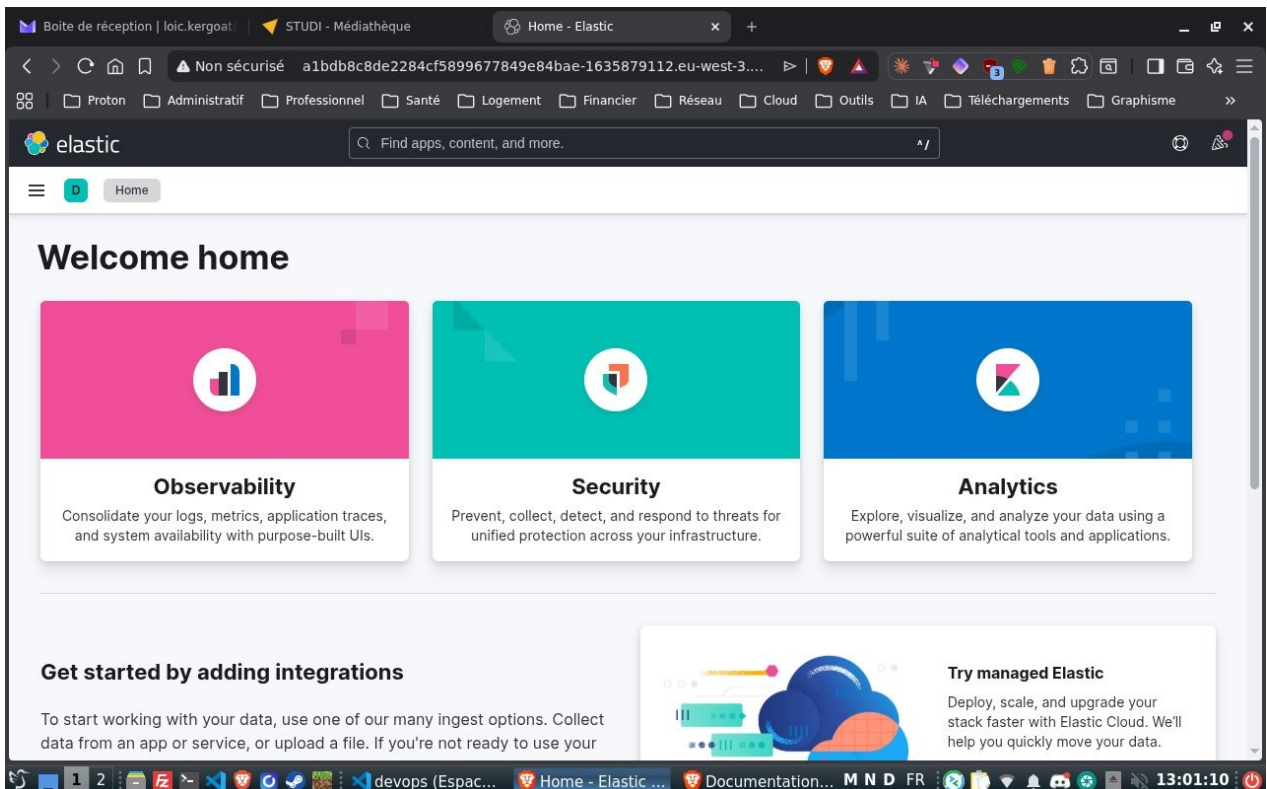 Boite de réception | loic.kergoat
STUDI - Médiathèque
Home - Elastic
Non sécurisé a1bdb8c8de2284cf5899677849e84bae-1635879112.eu-west-3....
3
Proton Administratif Professionnel Santé Logement Financier Réseau Cloud Outils IA Téléchargements Graphisme »
elastic
Find apps, content, and more.
^/
D
Home
Welcome home
Observability
Consolidate your logs, metrics, application traces,
and system availability with purpose-built UIs.
Security
Prevent, collect, detect, and respond to threats for
unified protection across your infrastructure.
Analytics
Explore, visualize, and analyze your data using a
powerful suite of analytical tools and applications.
Get started by adding integrations
To start working with your data, use one of our many ingest options. Collect
data from an app or service, or upload a file. If you're not ready to use your
Try managed Elastic
Deploy, scale, and upgrade your
stack faster with Elastic Cloud. We'll
help you quickly move your data.
1 2 devops (Espac... Home - Elastic ... Documentation... M N D FR 13:01:10